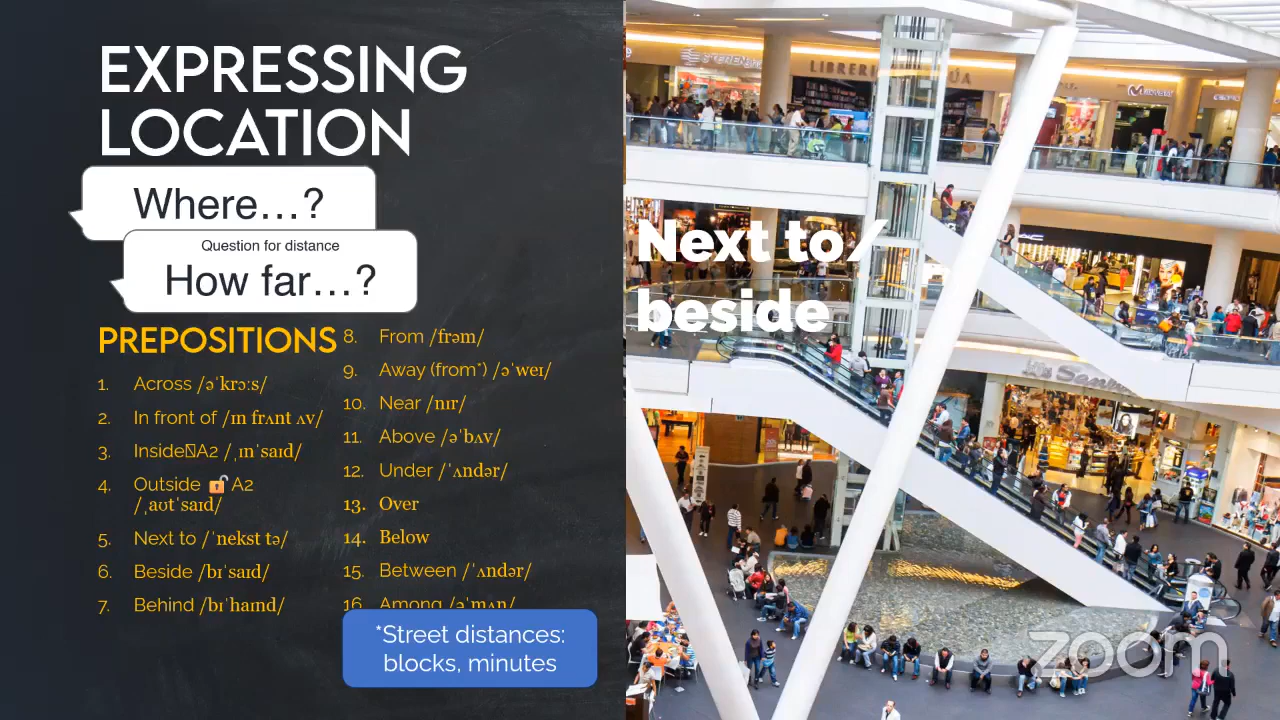 EXPRESSING
LOCATION
Where...?
Question for distance
How far...?
PREPOSITIONS
1. Across /əˈkrɔːs/
2. In front of /ɪn frʌnt ʌv/
3. Inside🔒A2 /ˌɪnˈsaɪd/
4. Outside 🔓A2
/ˌaʊtˈsaɪd/
5. Next to /ˈnekst tə/
6. Beside /bɪˈsaɪd/
7. Behind /bɪˈhaɪnd/
8. From /frəm/
9. Away (from*) /əˈweɪ/
10. Near /nɪr/
11. Above /əˈbʌv/
12. Under /ˈʌndər/
13. Over
14. Below
15. Between /ˈʌndər/
16. Among /əˈmʌŋ/
*Street distances:
blocks, minutes
Next to/
beside
zoom